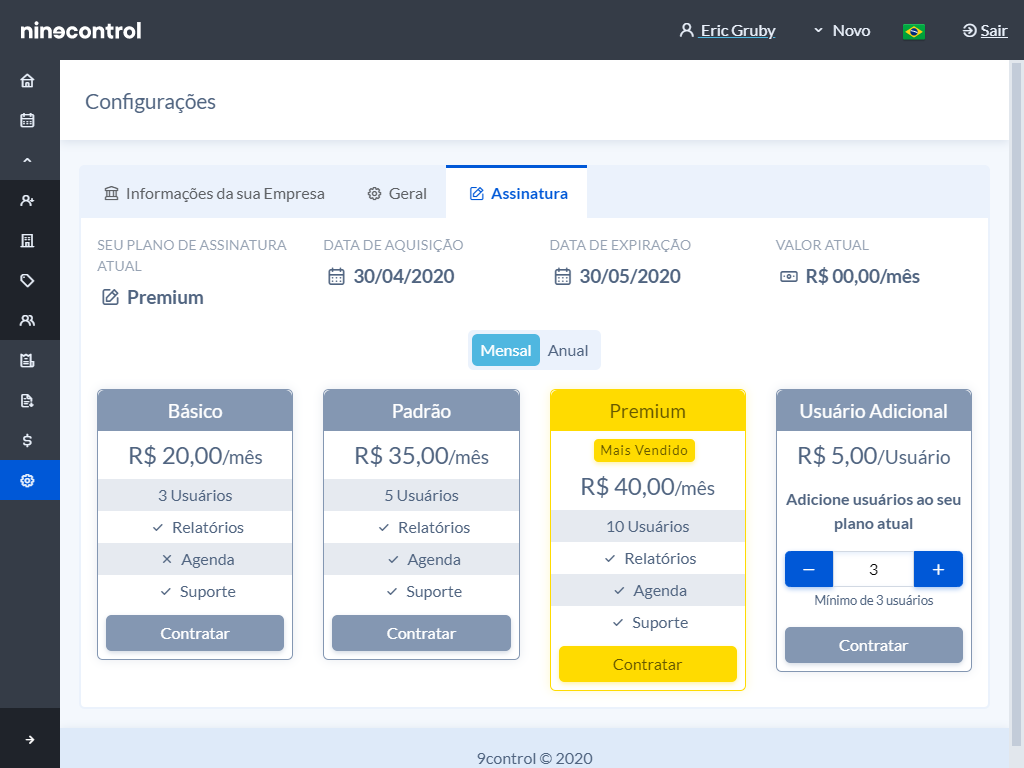 ninecontrol
Eric Gruby
Novo
Sair
Configurações
Informações da sua Empresa
Geral
Assinatura
SEU PLANO DE ASSINATURA
ATUAL
Premium
DATA DE AQUISIÇÃO
30/04/2020
DATA DE EXPIRAÇÃO
30/05/2020
VALOR ATUAL
R$ 00,00/mês
Mensal
Anual
Básico
R$ 20,00/mês
3 Usuários
Relatórios
Agenda
Suporte
Contratar
Padrão
R$ 35,00/mês
5 Usuários
Relatórios
Agenda
Suporte
Contratar
Premium
Mais Vendido
R$ 40,00/mês
10 Usuários
Relatórios
Agenda
Suporte
Contratar
Usuário Adicional
R$ 5,00/Usuário
Adicione usuários ao seu
plano atual
3
Mínimo de 3 usuários
Contratar
9control © 2020